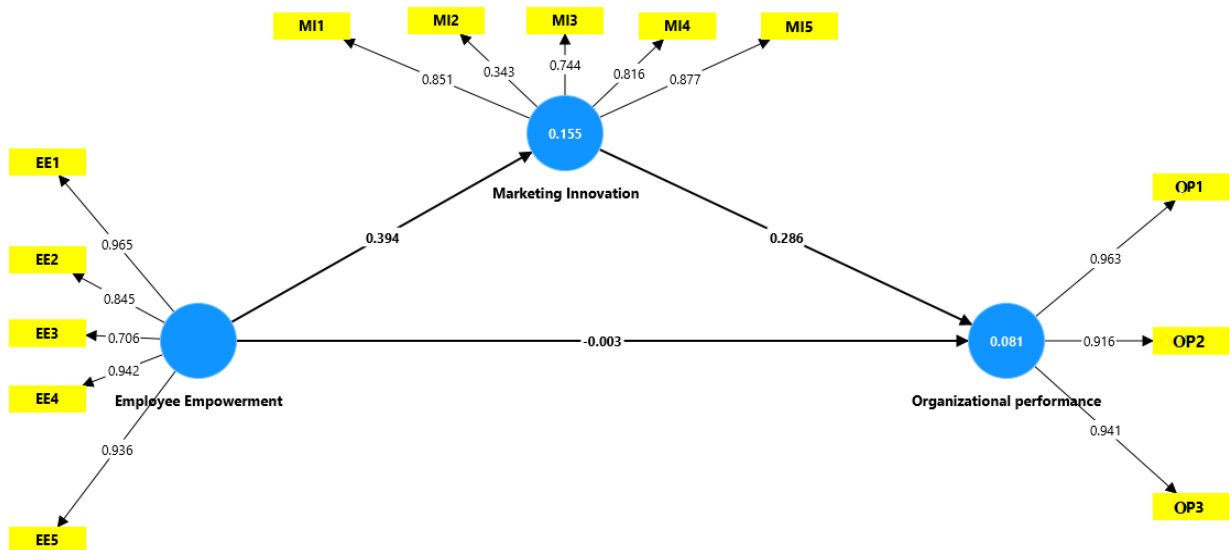 MI1
MI2
MI3
MI4
MI5
0.851
0.343
0.744
0.816
0.877
0.155
Marketing Innovation
EE1
EE2
EE3
EE4
EE5
0.965
0.845
0.706
0.942
0.936
Employee Empowerment
0.394
0.286
-0.003
0.081
Organizational performance
OP1
OP2
OP3
0.963
0.916
0.941